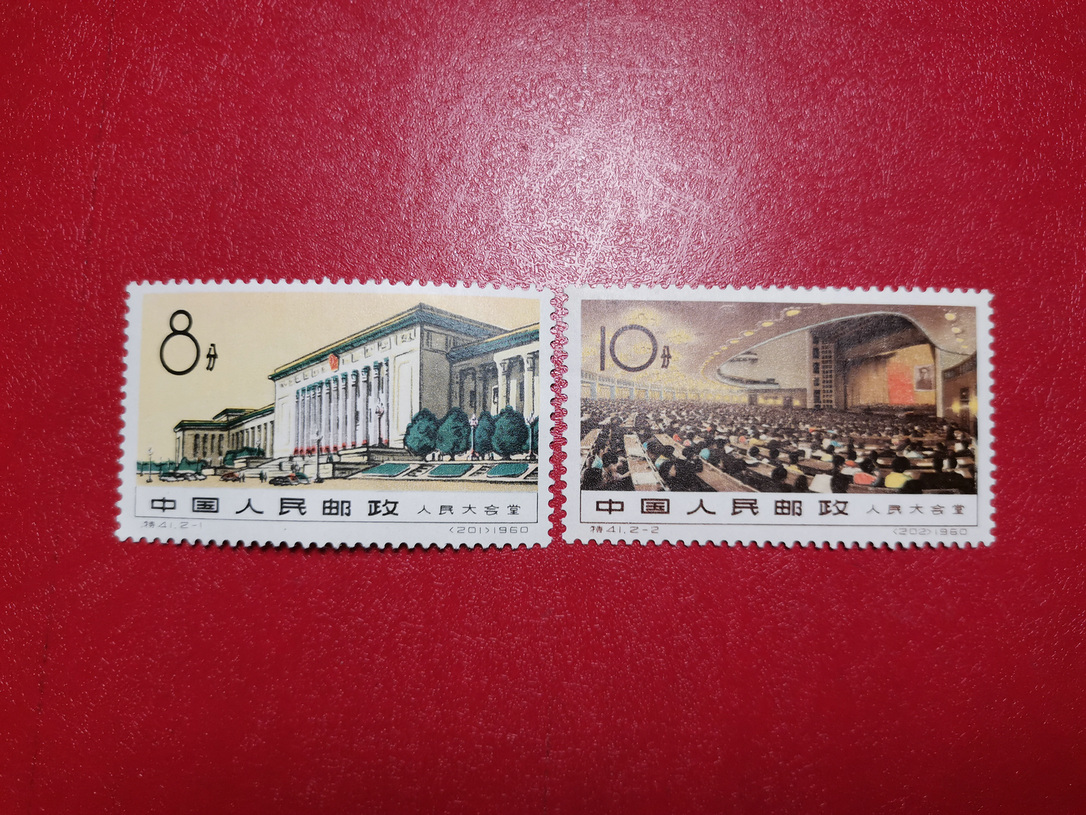 8分
中国人民邮政 人民大会堂
特41.2-1 (201)1960
10分
中国人民邮政 人民大会堂
特41.2-2 (202)1960